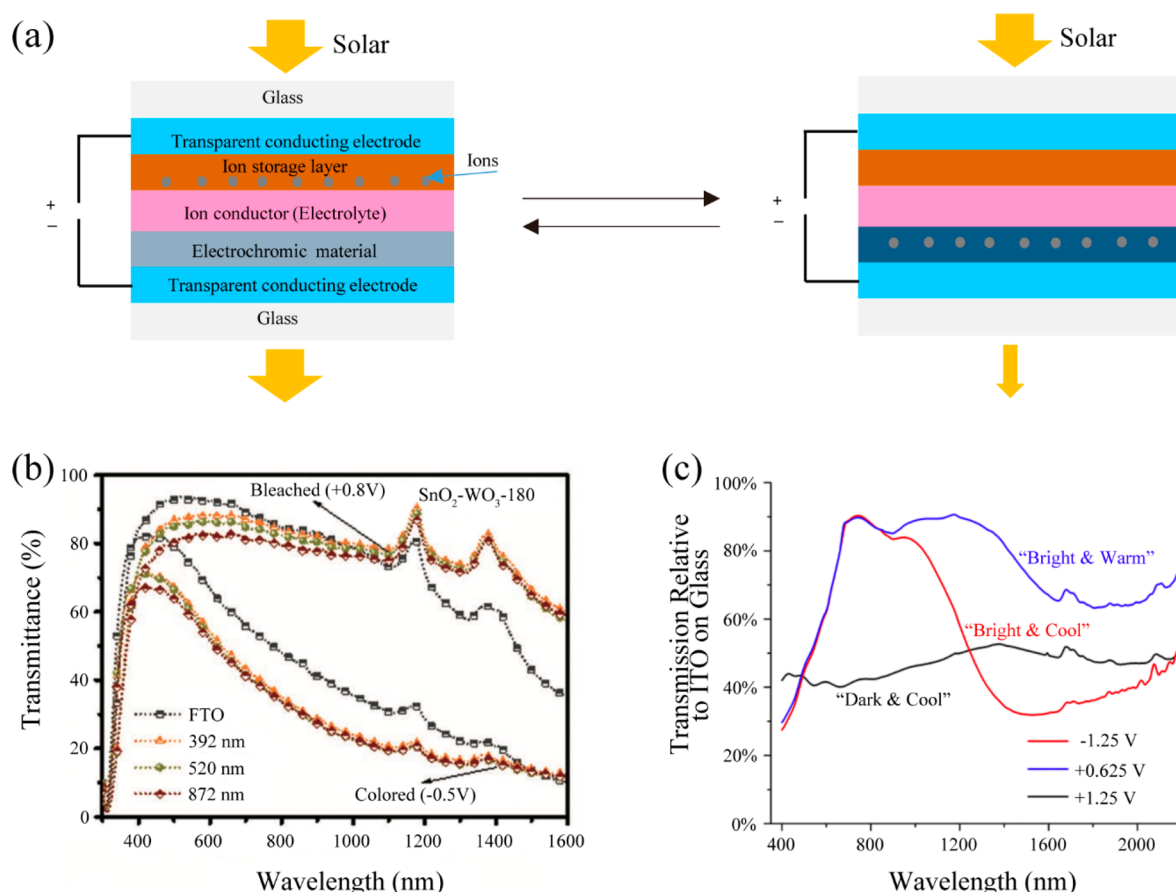 (a)
Solar
Solar
Glass
Transparent conducting electrode
Ion storage layer
Ions
+
−
Ion conductor (Electrolyte)
Electrochromic material
Transparent conducting electrode
Glass
+
−
(b)
100
80
60
40
20
0
Transmittance (%)
Bleached (+0.8V)
SnO₂-WO₃-180
FTO
392 nm
520 nm
872 nm
Colored (-0.5V)
400 600 800 1000 1200 1400 1600
Wavelength (nm)
(c)
100%
80%
60%
40%
20%
0%
Transmission Relative
to ITO on Glass
“Bright & Warm”
“Bright & Cool”
“Dark & Cool”
-1.25 V
+0.625 V
+1.25 V
400 800 1200 1600 2000
Wavelength (nm)